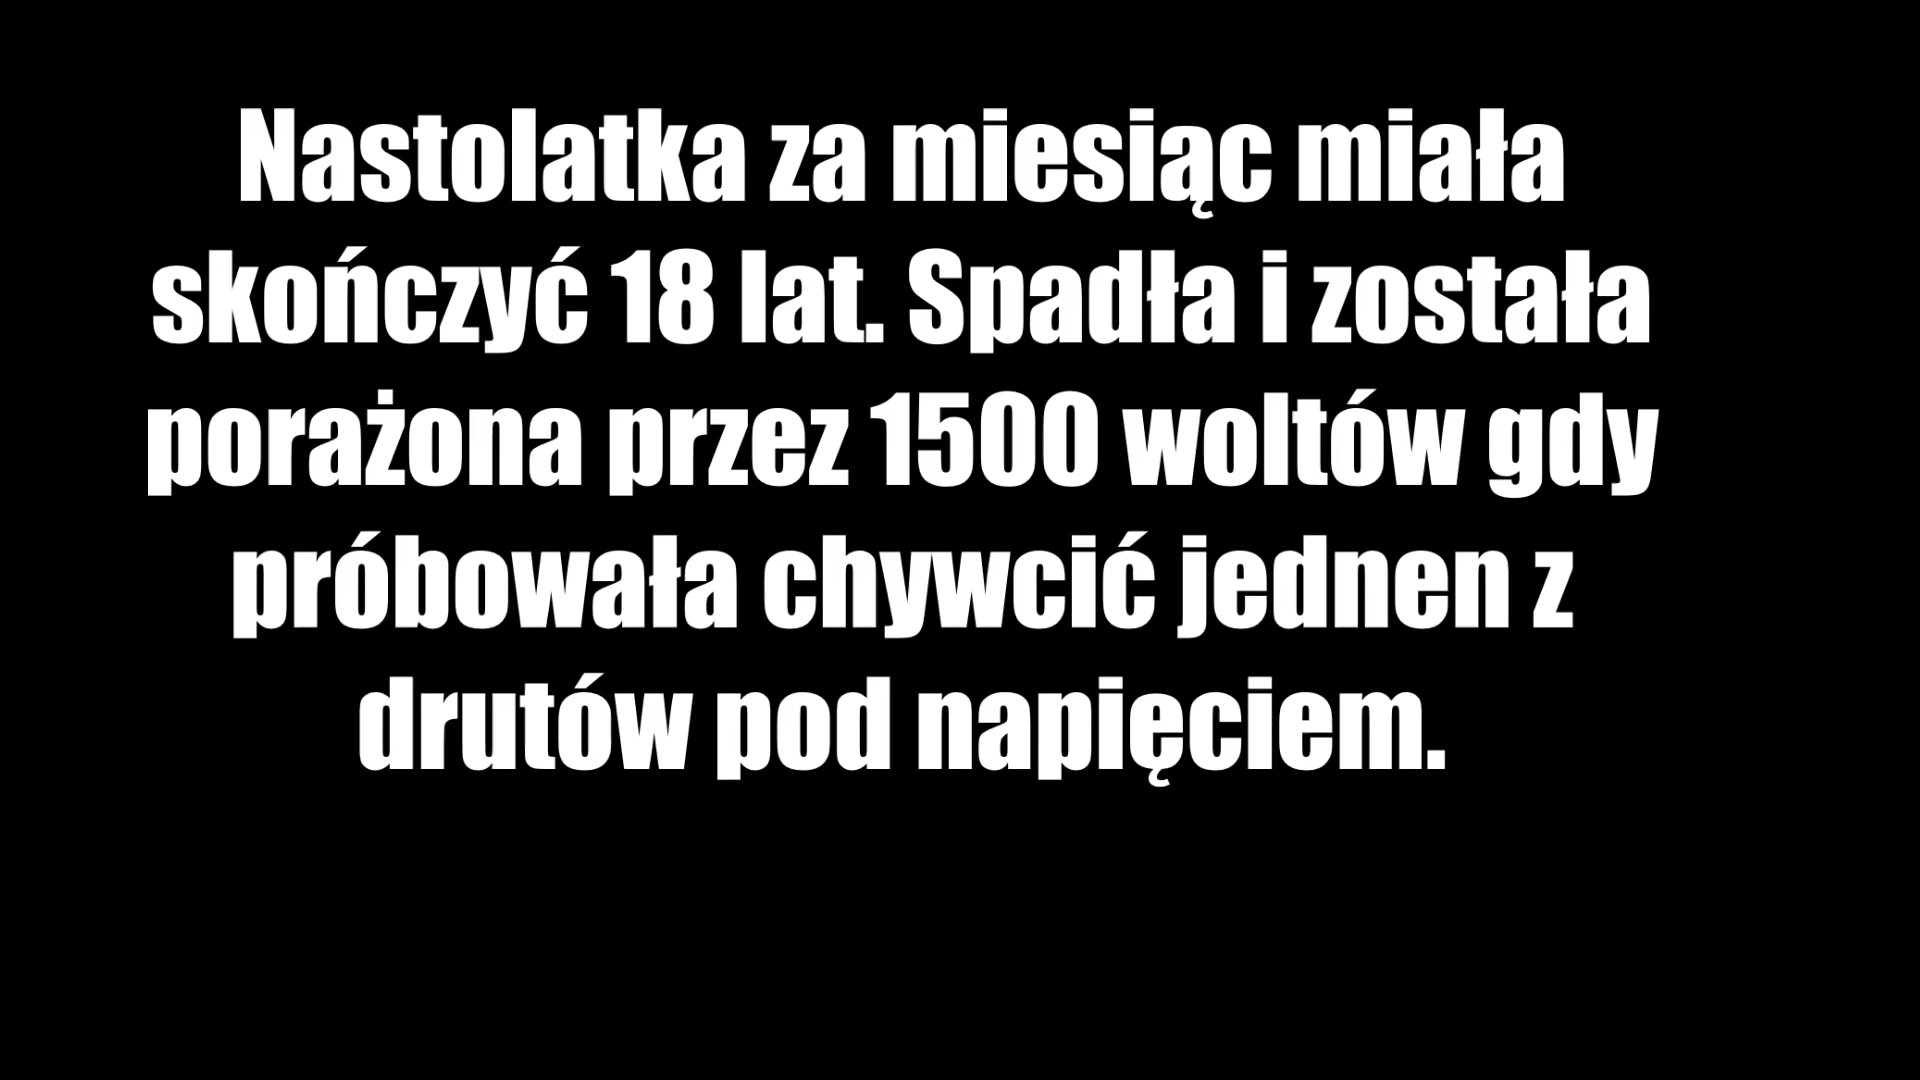 Nastolatka za miesiąc miała
skończyć 18 lat. Spadła i została
porażona przez 1500 woltów gdy
próbowała chywcić jednen z
drutów pod napięciem.